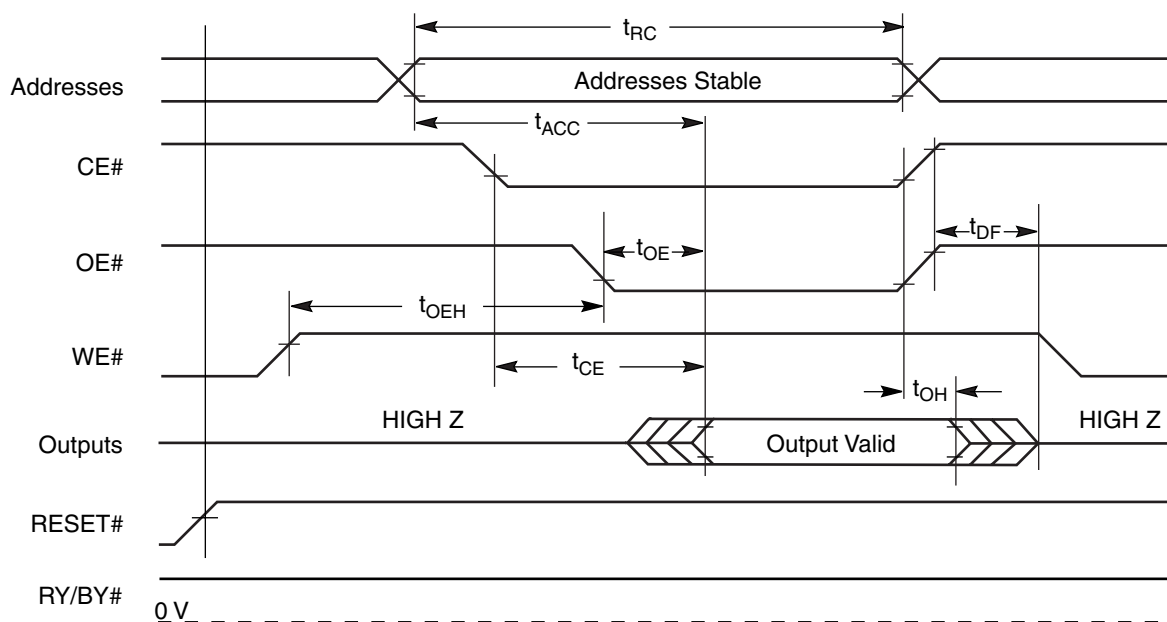 tRC
Addresses
Addresses Stable
tACC
CE#
OE#
tOE
tDF
tOEH
WE#
tCE
tOH
HIGH Z
HIGH Z
Outputs
Output Valid
RESET#
RY/BY#
0 V